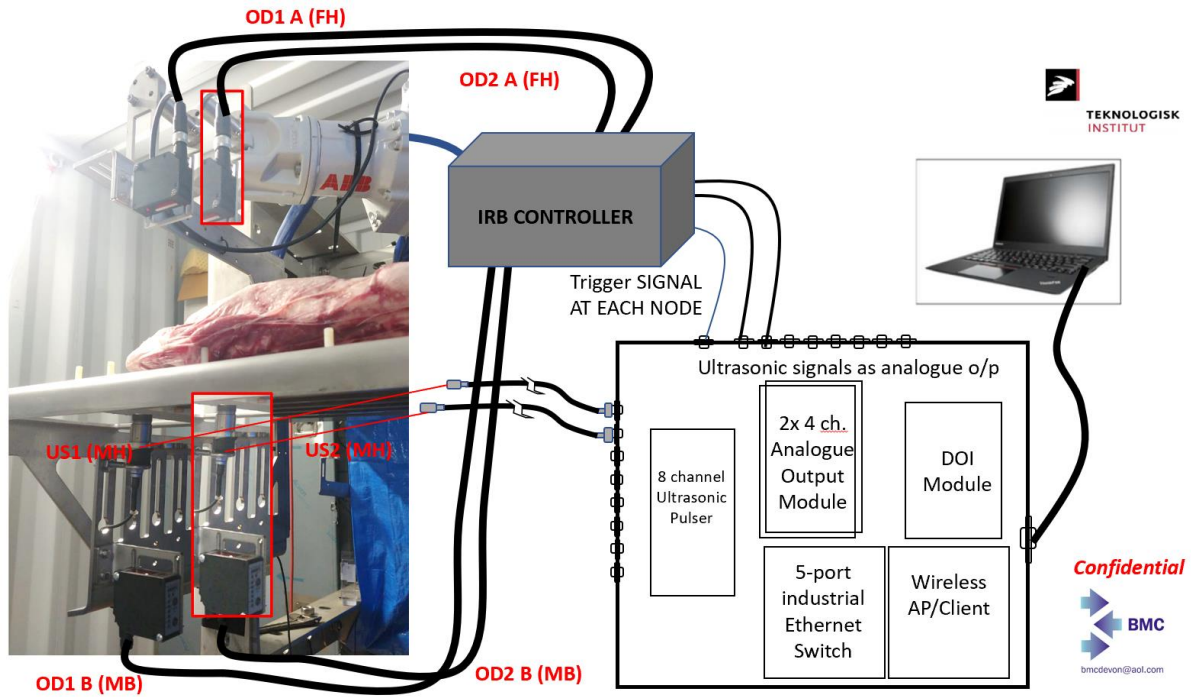 OD1 A (FH)
OD2 A (FH)
TEKNOLOGISK
INSTITUT
ABB
IRB CONTROLLER
Trigger SIGNAL
AT EACH NODE
Ultrasonic signals as analogue o/p
US1 (MH)
US2 (MH)
8 channel
Ultrasonic
Pulser
2x 4 ch.
Analogue
Output
Module
DOI
Module
5-port
industrial
Ethernet
Switch
Wireless
AP/Client
Confidential
BMC
bmcdevon@aol.com
OD1 B (MB)
OD2 B (MB)